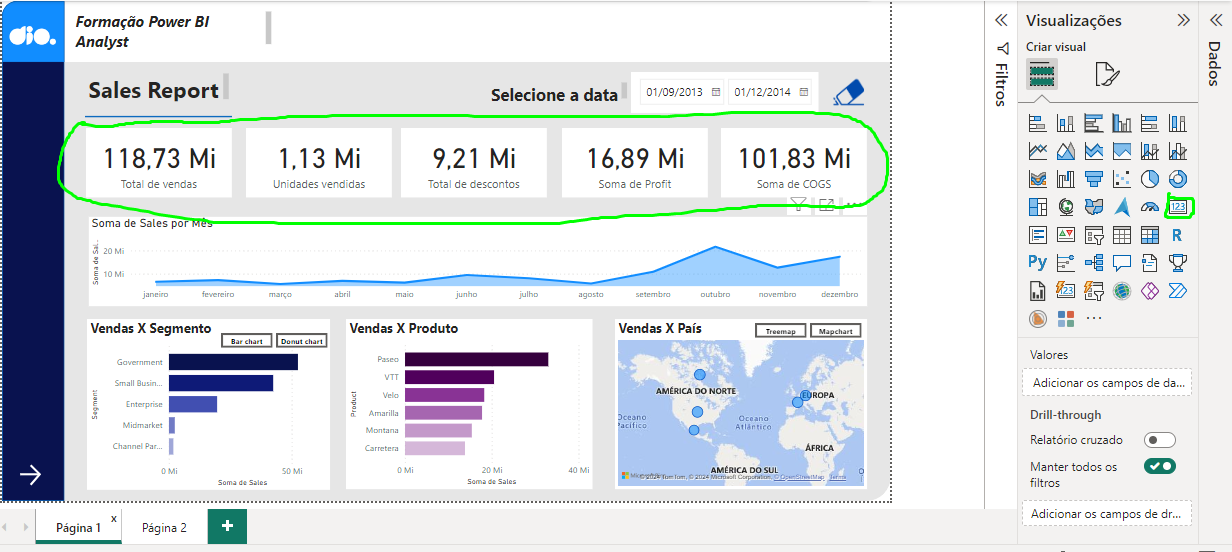 dio.
Formação Power BI
Analyst
Sales Report
Selecione a data
01/09/2013
01/12/2014
118,73 Mi
Total de vendas
1,13 Mi
Unidades vendidas
9,21 Mi
Total de descontos
16,89 Mi
Soma de Profit
101,83 Mi
Soma de COGS
Soma de Sales por Mês
Soma de Sal...
20 Mi
10 Mi
janeiro
fevereiro
março
abril
maio
junho
julho
agosto
setembro
outubro
novembro
dezembro
Vendas X Segmento
Bar chart
Donut chart
Segment
Government
Small Busin...
Enterprise
Midmarket
Channel Par...
0 Mi
50 Mi
Soma de Sales
Vendas X Produto
Product
Paseo
VTT
Velo
Amarilla
Montana
Carretera
0 Mi
20 Mi
40 Mi
Soma de Sales
Vendas X País
Treemap
Mapchart
AMÉRICA DO NORTE
EUROPA
Oceano
Pacífico
Oceano
Atlântico
ÁFRICA
AMÉRICA DO SUL
© 2024 TomTom, © 2024 Microsoft Corporation, © OpenStreetMap Terms
Página 1
x
Página 2
+
Filtros
Visualizações
Criar visual
123
R
Py
123
...
Valores
Adicionar os campos de da...
Drill-through
Relatório cruzado
Manter todos os
filtros
Adicionar os campos de dr...
Dados